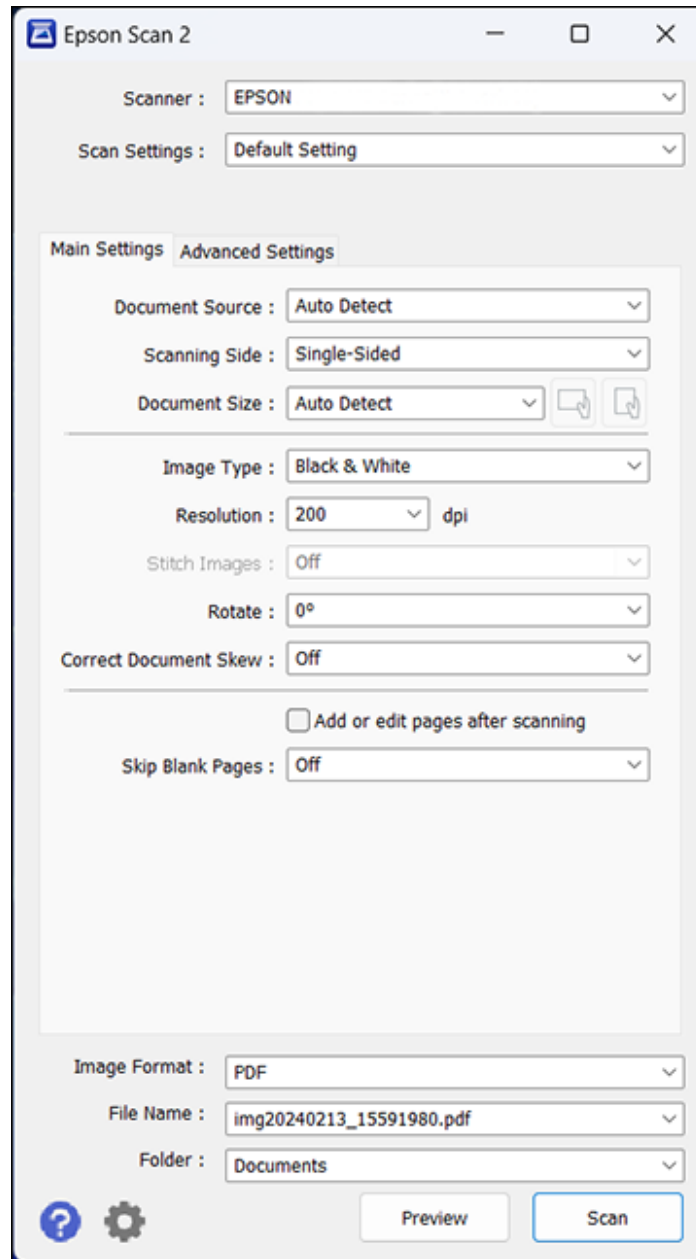 Epson Scan 2
Scanner : EPSON
Scan Settings : Default Setting
Main Settings Advanced Settings
Document Source : Auto Detect
Scanning Side : Single-Sided
Document Size : Auto Detect
Image Type : Black & White
Resolution : 200 dpi
Stitch Images : Off
Rotate : 0º
Correct Document Skew : Off
Add or edit pages after scanning
Skip Blank Pages : Off
Image Format : PDF
File Name : img20240213_15591980.pdf
Folder : Documents
? Preview Scan